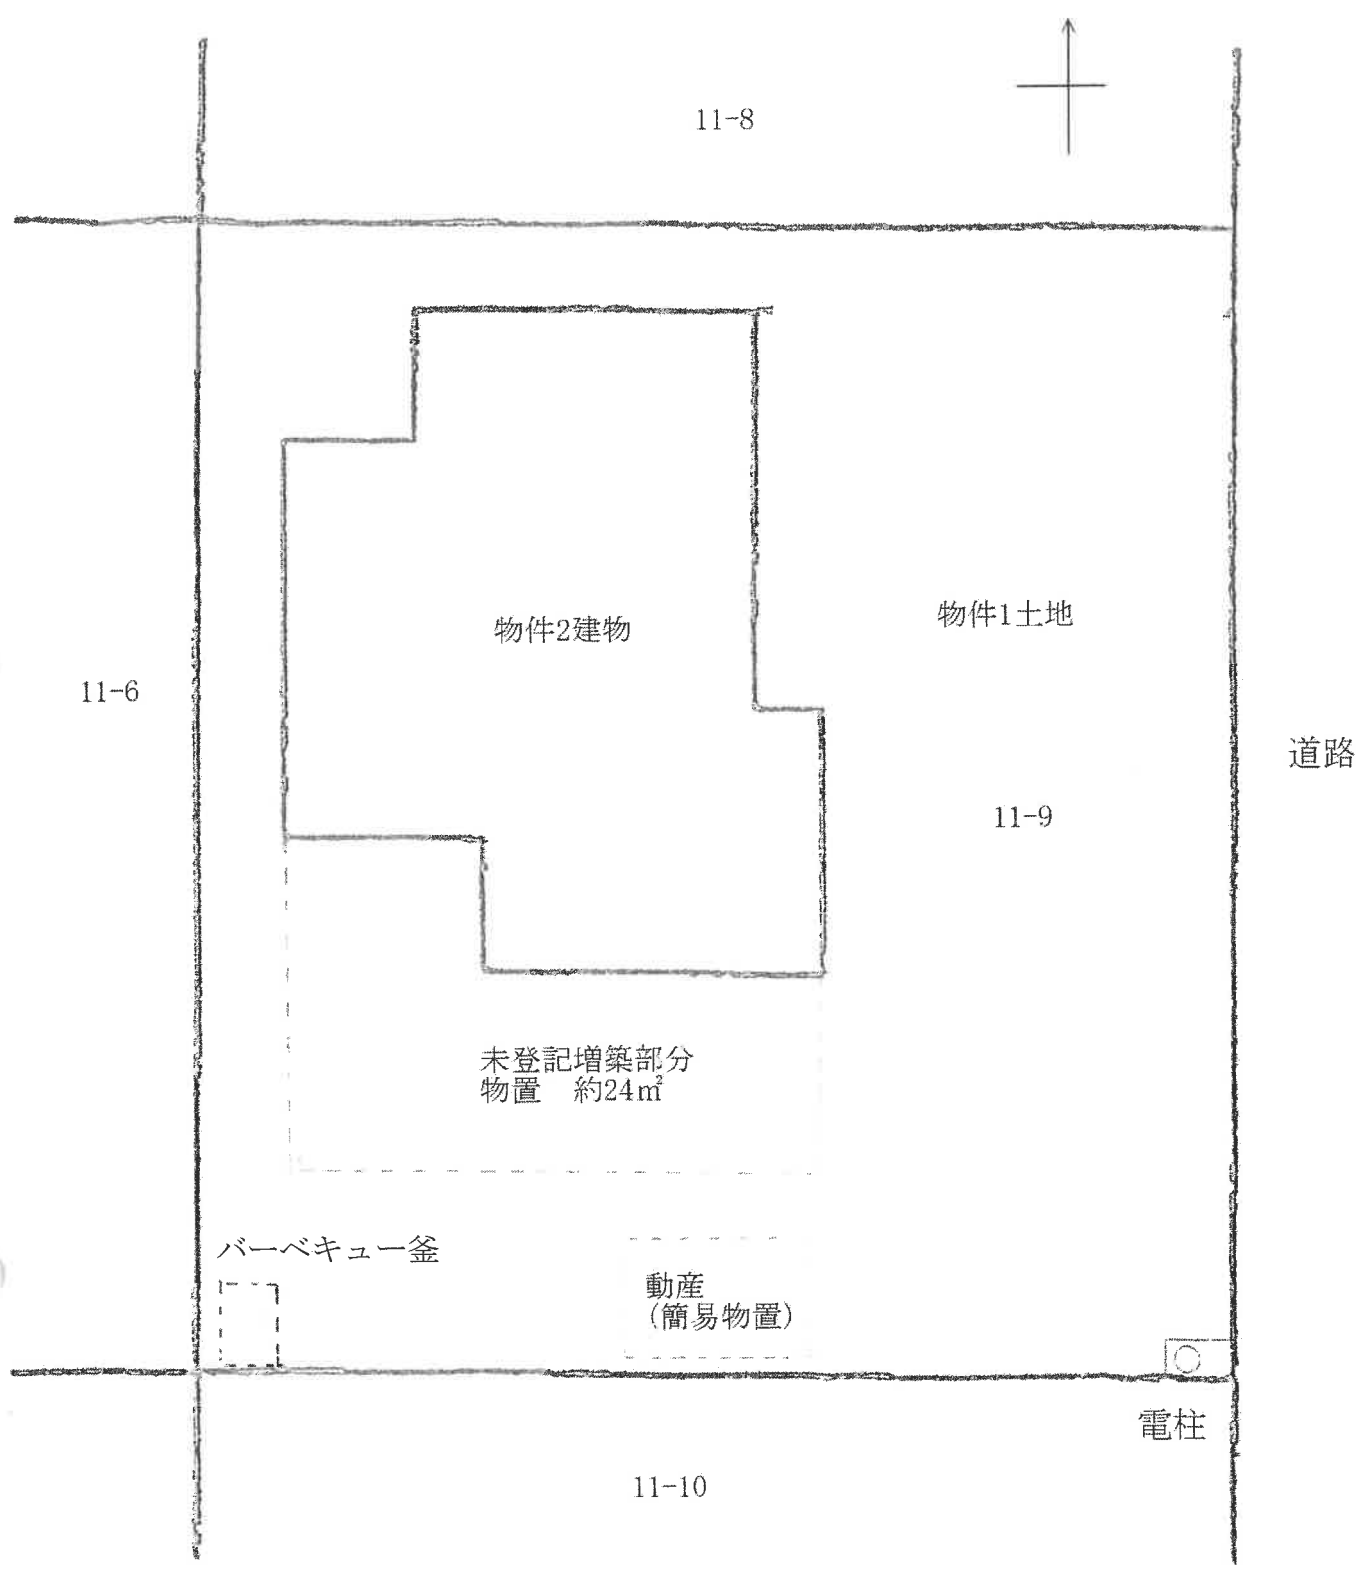 11-8
物件2建物
物件1土地
11-6
道路
11-9
未登記増築部分
物置　約24㎡
バーベキュー釜
動産
(簡易物置)
電柱
11-10